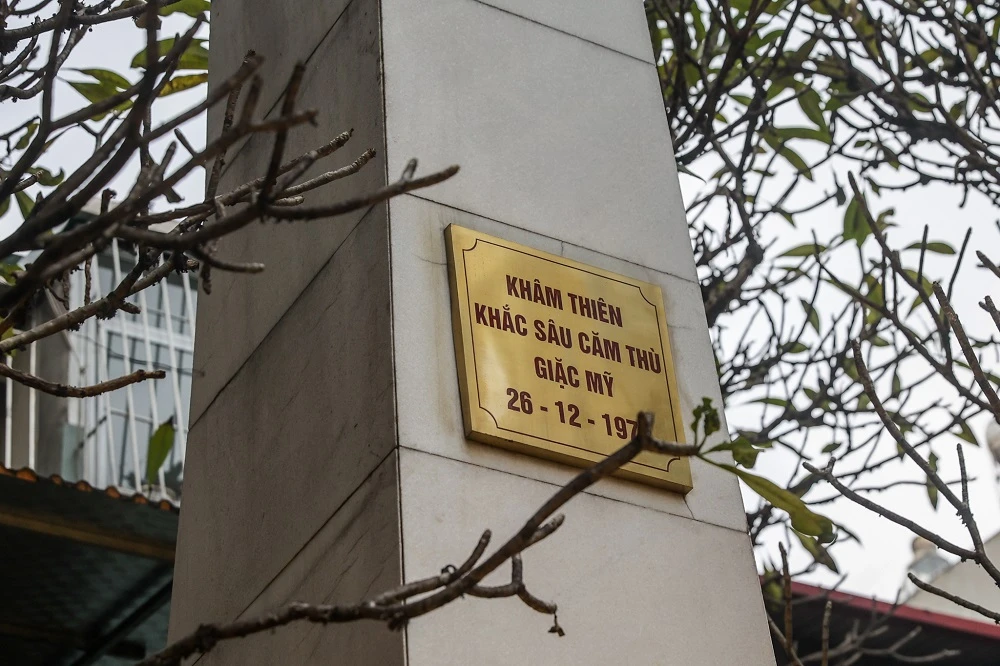 KHÂM THIÊN
KHẮC SÂU CĂM THÙ
GIẶC MỸ
26 - 12 - 197